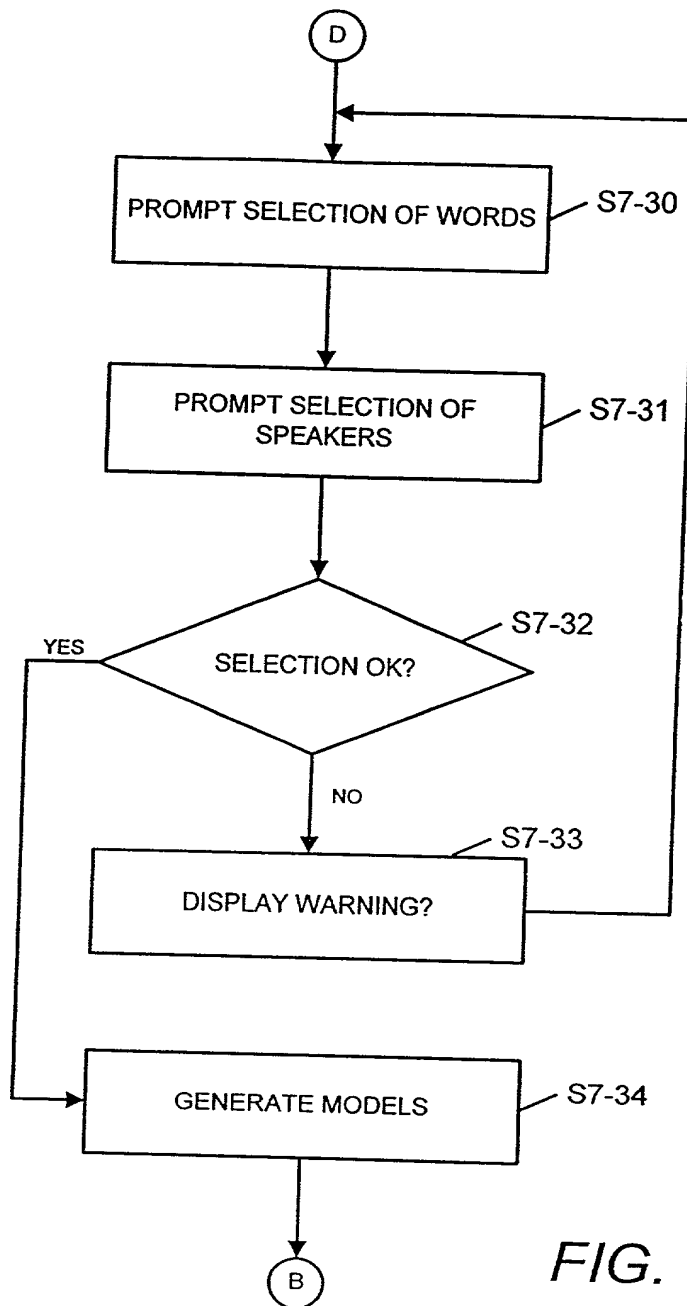 D
PROMPT SELECTION OF WORDS
S7-30
PROMPT SELECTION OF
SPEAKERS
S7-31
SELECTION OK?
S7-32
YES
NO
DISPLAY WARNING?
S7-33
GENERATE MODELS
S7-34
B
FIG.